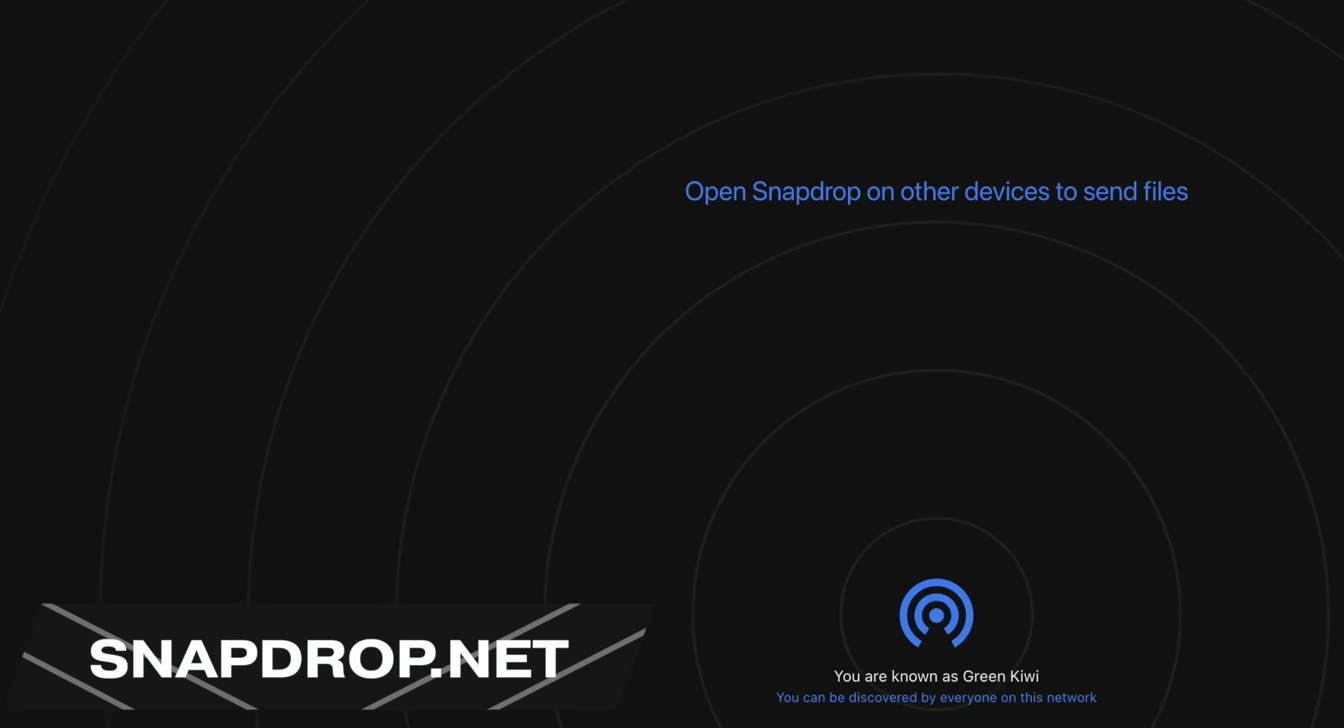 Open Snapdrop on other devices to send files
SNAPDROP.NET
You are known as Green Kiwi
You can be discovered by everyone on this network